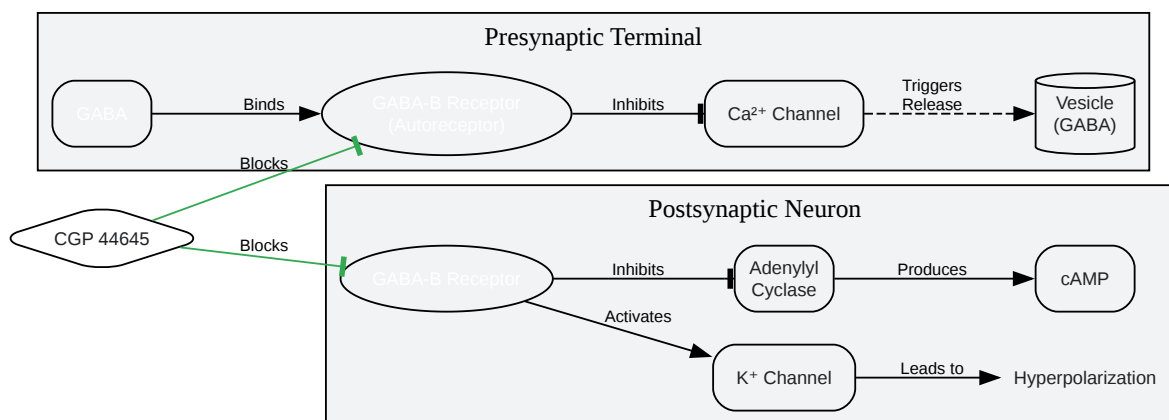 Presynaptic Terminal
GABA
Binds
GABA-B Receptor
(Autoreceptor)
Inhibits
Ca²⁺ Channel
Triggers
Release
Vesicle
(GABA)
Blocks
CGP 44645
Blocks
Postsynaptic Neuron
GABA-B Receptor
Inhibits
Adenylyl
Cyclase
Produces
cAMP
Activates
K⁺ Channel
Leads to
Hyperpolarization